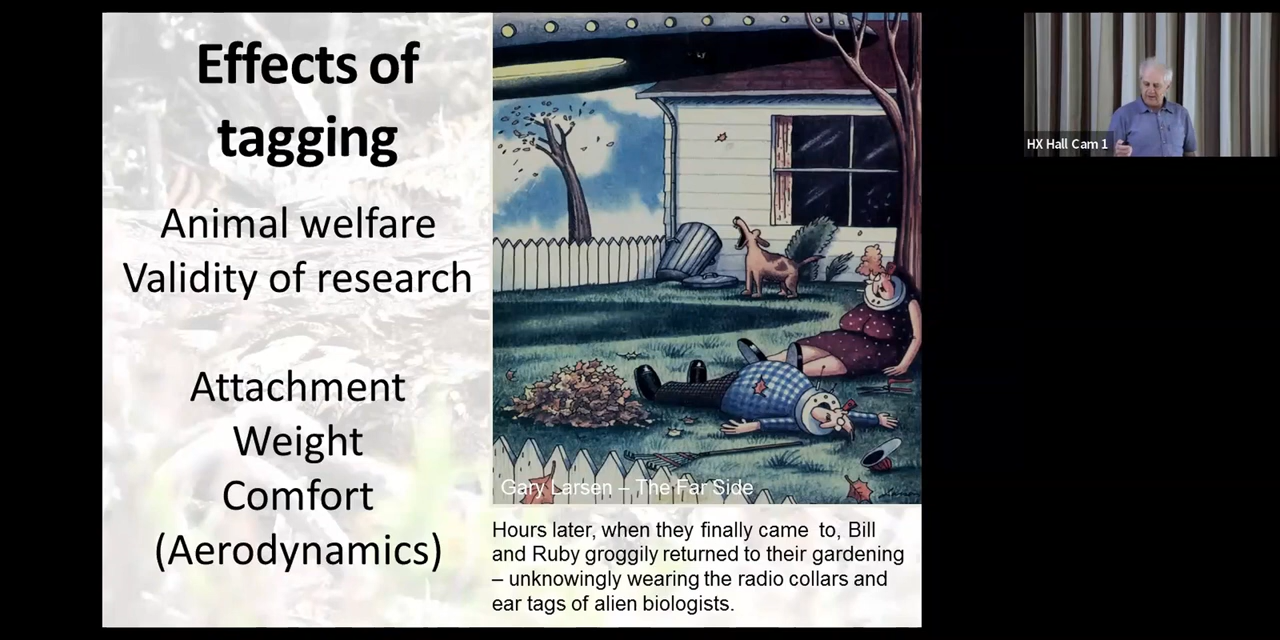 Effects of
tagging
Animal welfare
Validity of research
Attachment
Weight
Comfort
(Aerodynamics)
Gary Larsen – The Far Side
Hours later, when they finally came to, Bill
and Ruby groggily returned to their gardening
– unknowingly wearing the radio collars and
ear tags of alien biologists.
HX Hall Cam 1